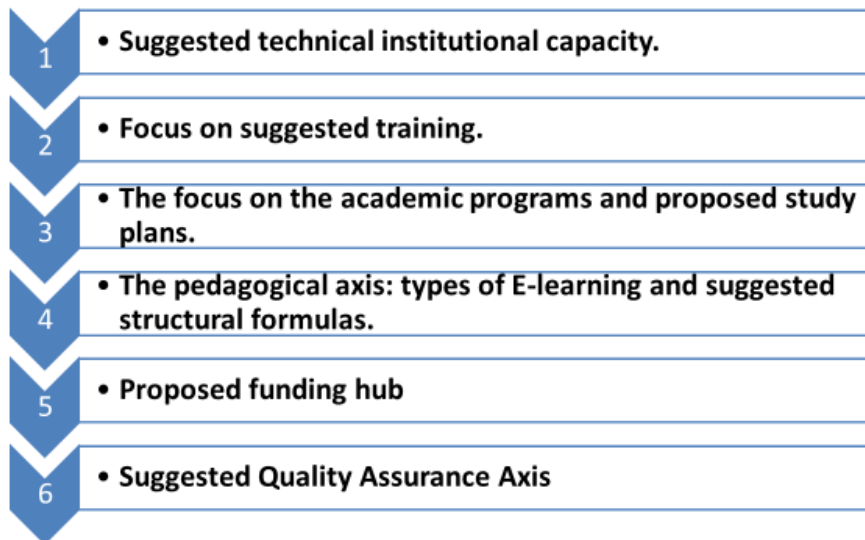 1
• Suggested technical institutional capacity.
2
• Focus on suggested training.
3
• The focus on the academic programs and proposed study
plans.
4
• The pedagogical axis: types of E-learning and suggested
structural formulas.
5
• Proposed funding hub
6
• Suggested Quality Assurance Axis